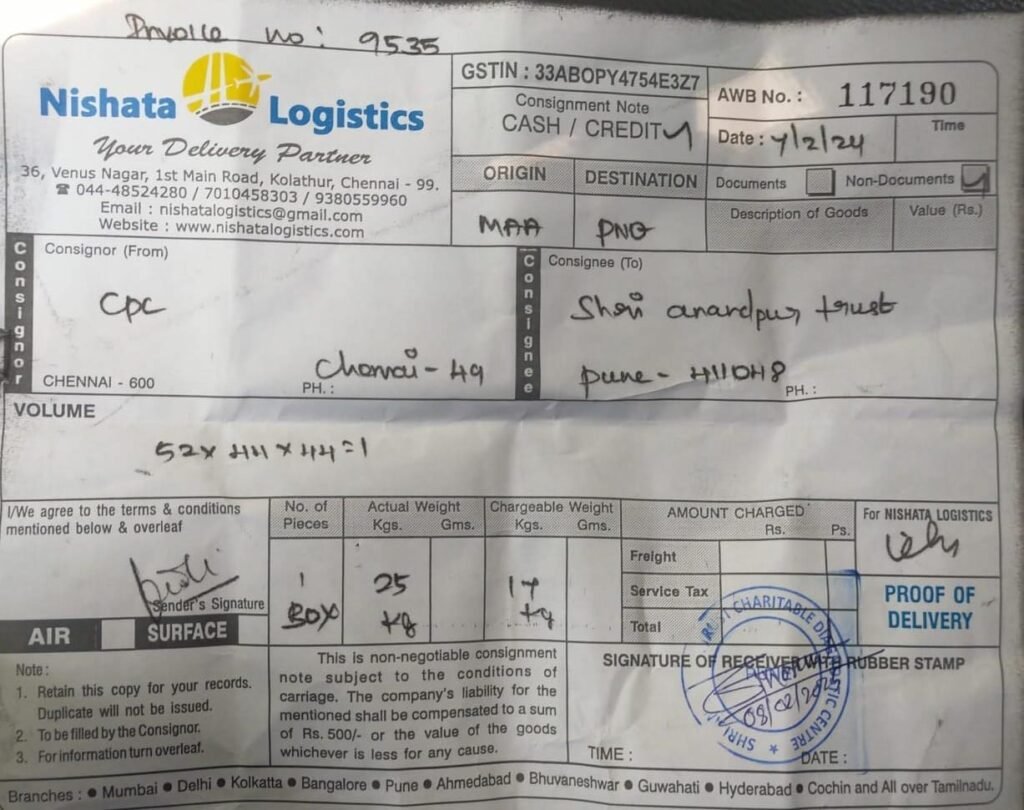 Invoice no: 9535
Nishata Logistics
Your Delivery Partner
36, Venus Nagar, 1st Main Road, Kolathur, Chennai - 99.
☎ 044-48524280 / 7010458303 / 9380559960
Email : nishatalogistics@gmail.com
Website : www.nishatalogistics.com
GSTIN : 33ABOPY4754E3Z7
Consignment Note
CASH / CREDIT
AWB No. : 117190
Date : 7/2/24
Time
ORIGIN
DESTINATION
MAA
PNQ
Documents
Non-Documents
Description of Goods
Value (Rs.)
Consignor
Consignor (From)
CPC
Chennai - 49
CHENNAI - 600
PH. :
Consignee
Consignee (To)
Shri anandpur trust
pune - 411048
PH. :
VOLUME
52 x 44 x 44 = 1
I/We agree to the terms & conditions
mentioned below & overleaf
Sender's Signature
AIR
SURFACE
No. of
Pieces
1
BOX
Actual Weight
Kgs. Gms.
25
kg
Chargeable Weight
Kgs. Gms.
17
kg
AMOUNT CHARGED
Rs. Ps.
Freight
Service Tax
Total
For NISHATA LOGISTICS
PROOF OF
DELIVERY
Note :
1. Retain this copy for your records.
Duplicate will not be issued.
2. To be filled by the Consignor.
3. For information turn overleaf.
This is non-negotiable consignment
note subject to the conditions of
carriage. The company's liability for the
mentioned shall be compensated to a sum
of Rs. 500/- or the value of the goods
whichever is less for any cause.
SIGNATURE OF RECEIVER WITH RUBBER STAMP
SHRI CHARITABLE CENTRE
08/02/2025
TIME :
DATE :
Branches : ● Mumbai ● Delhi ● Kolkatta ● Bangalore ● Pune ● Ahmedabad ● Bhuvaneshwar ● Guwahati ● Hyderabad ● Cochin and All over Tamilnadu.